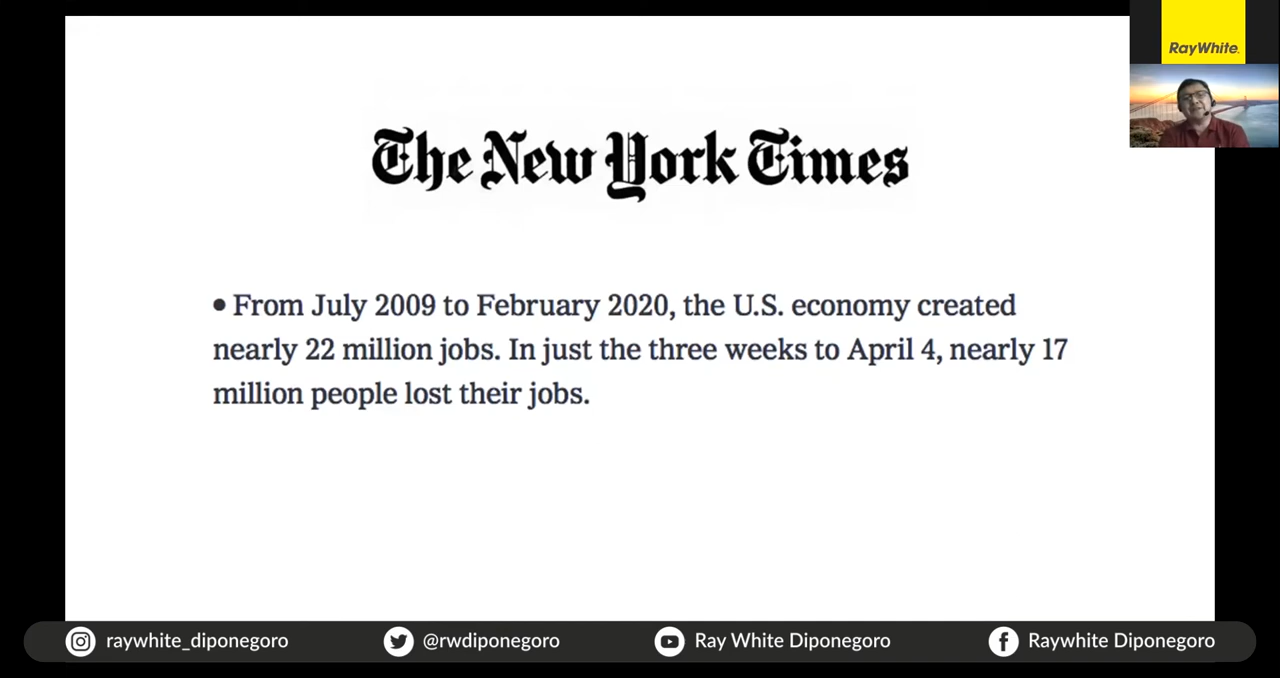 RayWhite.
The New York Times
• From July 2009 to February 2020, the U.S. economy created
nearly 22 million jobs. In just the three weeks to April 4, nearly 17
million people lost their jobs.
raywhite_diponegoro
@rwdiponegoro
Ray White Diponegoro
Raywhite Diponegoro